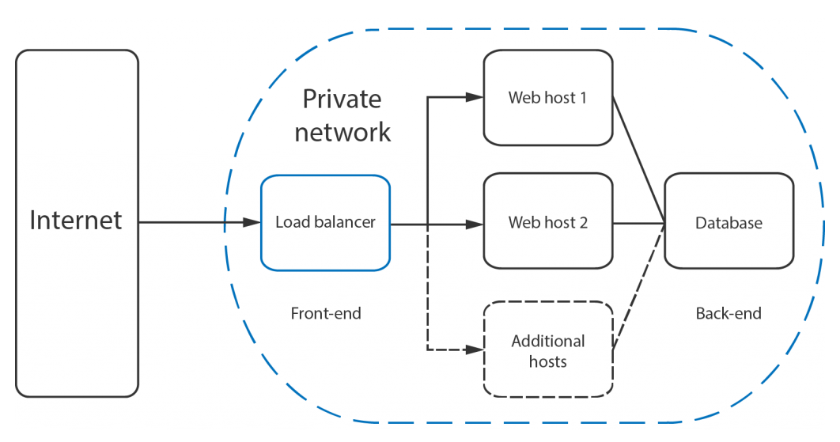 Internet
Private
network
Load balancer
Front-end
Web host 1
Web host 2
Additional
hosts
Database
Back-end